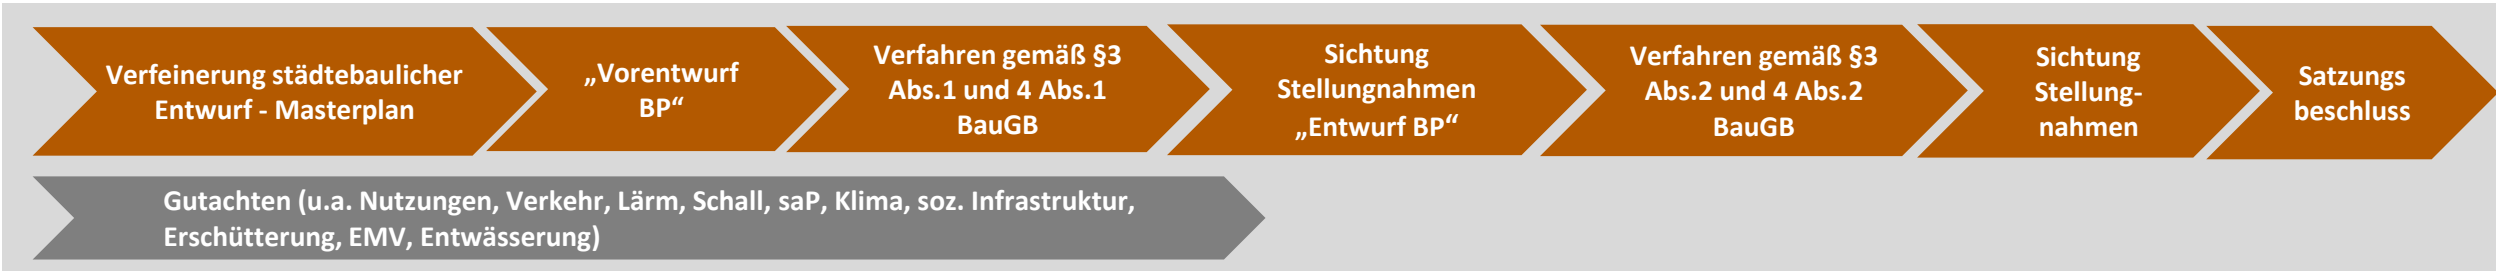 Verfeinerung städtebaulicher
Entwurf - Masterplan
„Vorentwurf
BP“
Verfahren gemäß §3
Abs.1 und 4 Abs.1
BauGB
Sichtung
Stellungnahmen
„Entwurf BP“
Verfahren gemäß §3
Abs.2 und 4 Abs.2
BauGB
Sichtung
Stellung-
nahmen
Satzungs
beschluss
Gutachten (u.a. Nutzungen, Verkehr, Lärm, Schall, saP, Klima, soz. Infrastruktur,
Erschütterung, EMV, Entwässerung)